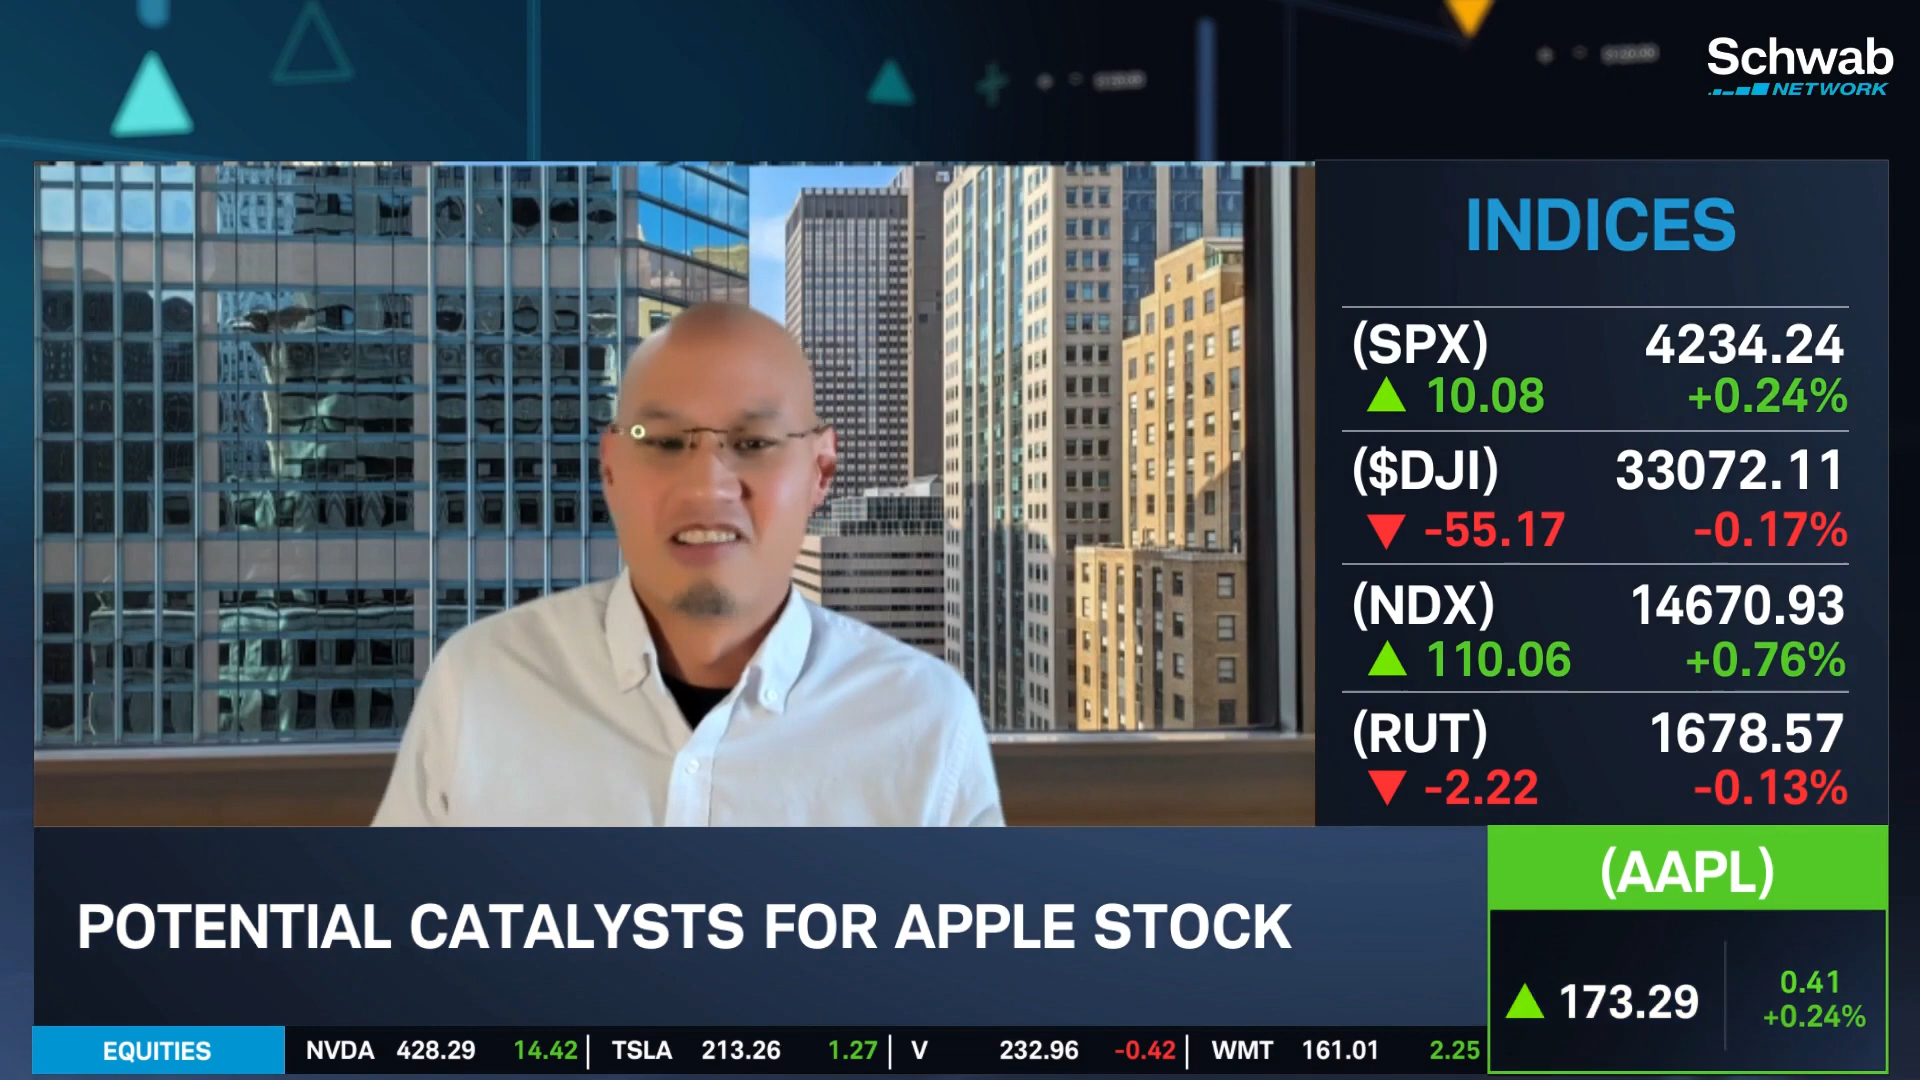 Schwab
NETWORK
INDICES
(SPX) 4234.24
▲ 10.08 +0.24%
($DJI) 33072.11
▼ -55.17 -0.17%
(NDX) 14670.93
▲ 110.06 +0.76%
(RUT) 1678.57
▼ -2.22 -0.13%
POTENTIAL CATALYSTS FOR APPLE STOCK
(AAPL)
▲ 173.29
0.41
+0.24%
EQUITIES NVDA 428.29 14.42 | TSLA 213.26 1.27 | V 232.96 -0.42 | WMT 161.01 2.25